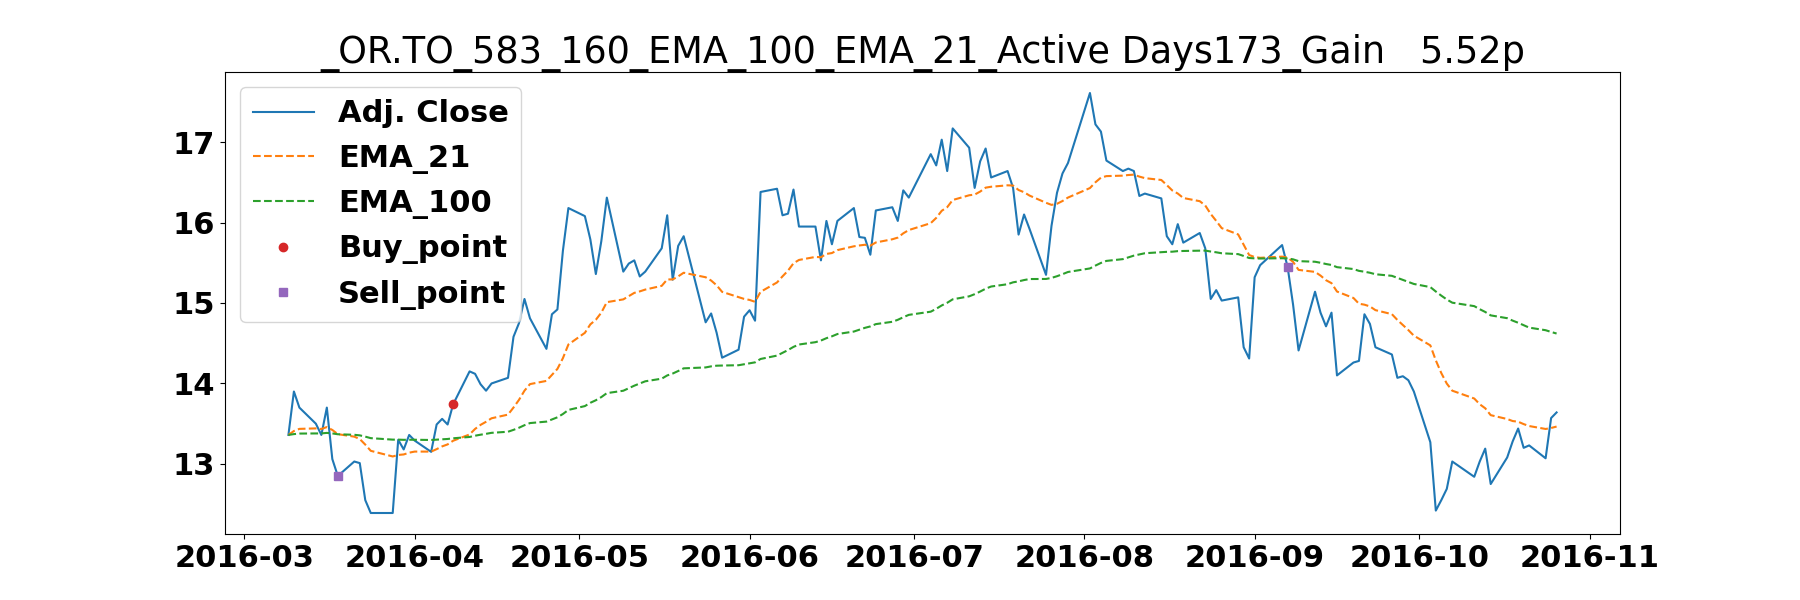 _OR.TO_583_160_EMA_100_EMA_21_Active Days173_Gain   5.52p
Adj. Close
EMA_21
EMA_100
Buy_point
Sell_point
17
16
15
14
13
2016-03 2016-04 2016-05 2016-06 2016-07 2016-08 2016-09 2016-10 2016-11